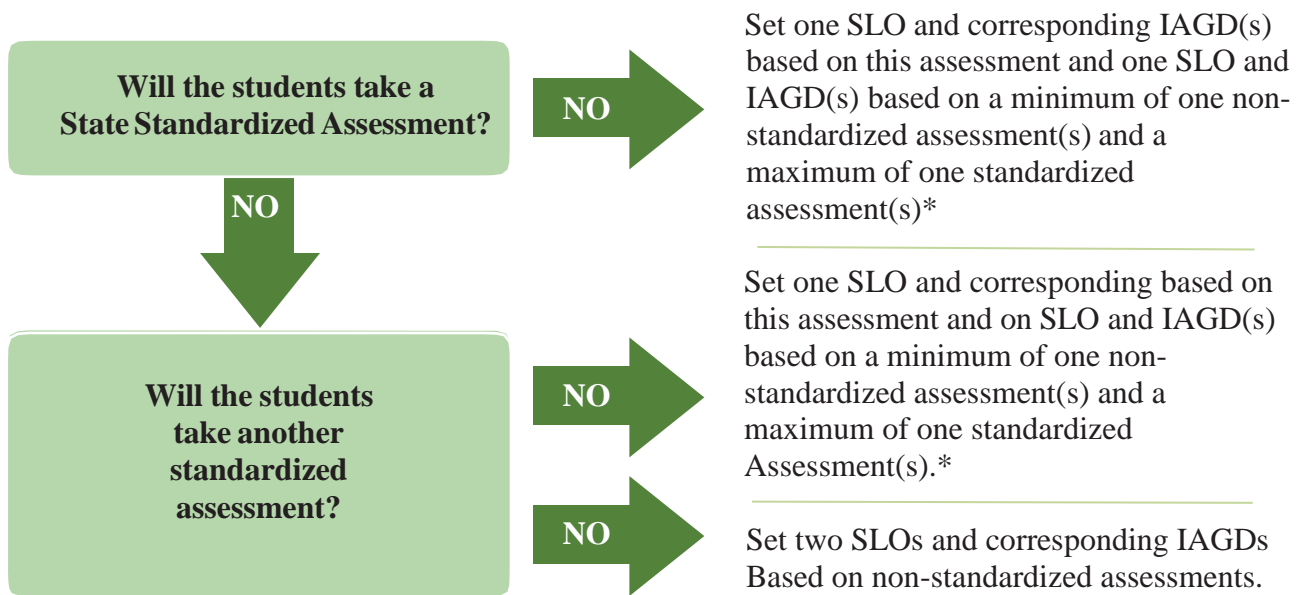 Will the students take a
State Standardized Assessment?
NO
Set one SLO and corresponding IAGD(s)
based on this assessment and one SLO and
IAGD(s) based on a minimum of one non-
standardized assessment(s) and a
maximum of one standardized
assessment(s)*
NO
Will the students
take another
standardized
assessment?
NO
Set one SLO and corresponding based on
this assessment and on SLO and IAGD(s)
based on a minimum of one non-
standardized assessment(s) and a
maximum of one standardized
Assessment(s).*
NO
Set two SLOs and corresponding IAGDs
Based on non-standardized assessments.